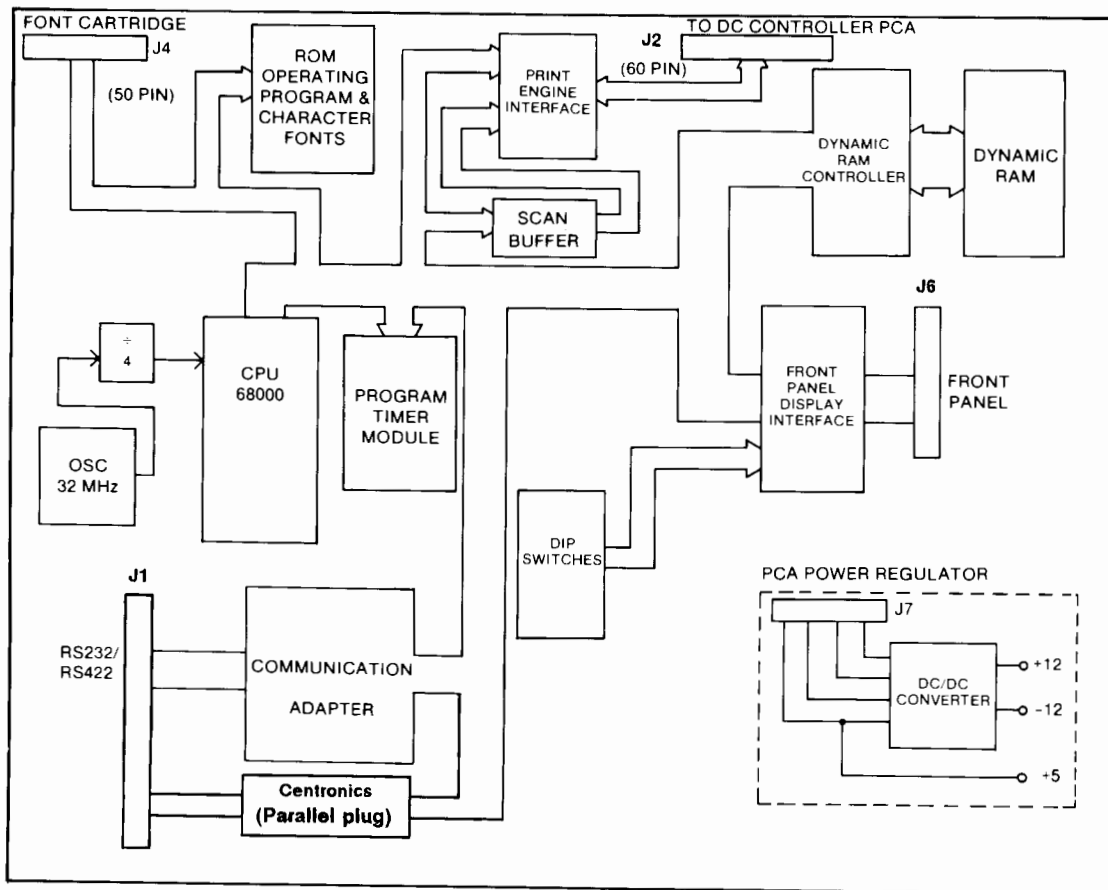 FONT CARTRIDGE
J4
(50 PIN)
ROM
OPERATING
PROGRAM &
CHARACTER
FONTS
PRINT
ENGINE
INTERFACE
TO DC CONTROLLER PCA
J2
(60 PIN)
DYNAMIC
RAM
CONTROLLER
DYNAMIC
RAM
SCAN
BUFFER
÷
4
OSC
32 MHz
CPU
68000
PROGRAM
TIMER
MODULE
FRONT
PANEL
DISPLAY
INTERFACE
J6
FRONT
PANEL
DIP
SWITCHES
J1
RS232/
RS422
COMMUNICATION
ADAPTER
Centronics
(Parallel plug)
PCA POWER REGULATOR
J7
DC/DC
CONVERTER
+12
-12
+5